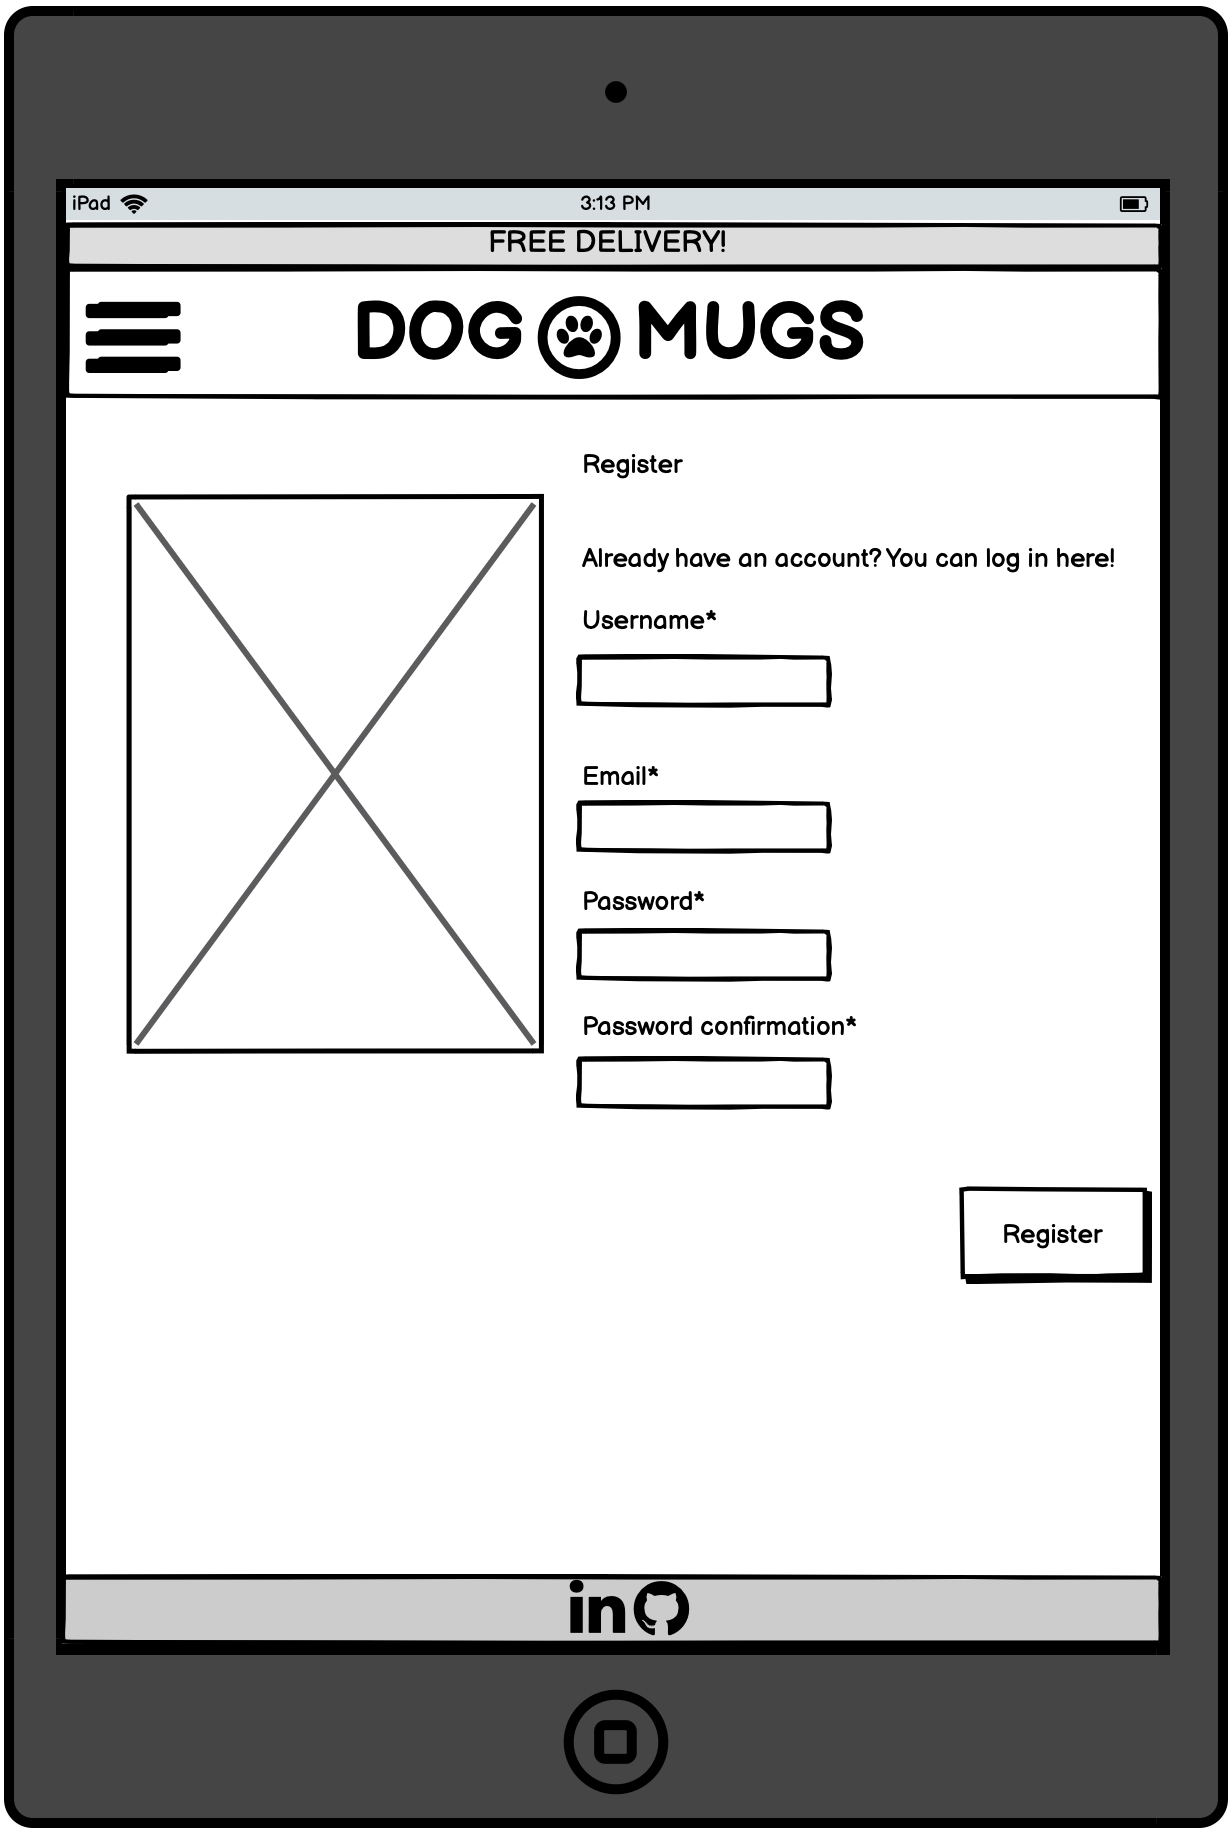 iPad
3:13 PM
FREE DELIVERY!
DOG MUGS
Register
Already have an account? You can log in here!
Username*
Email*
Password*
Password confirmation*
Register
in